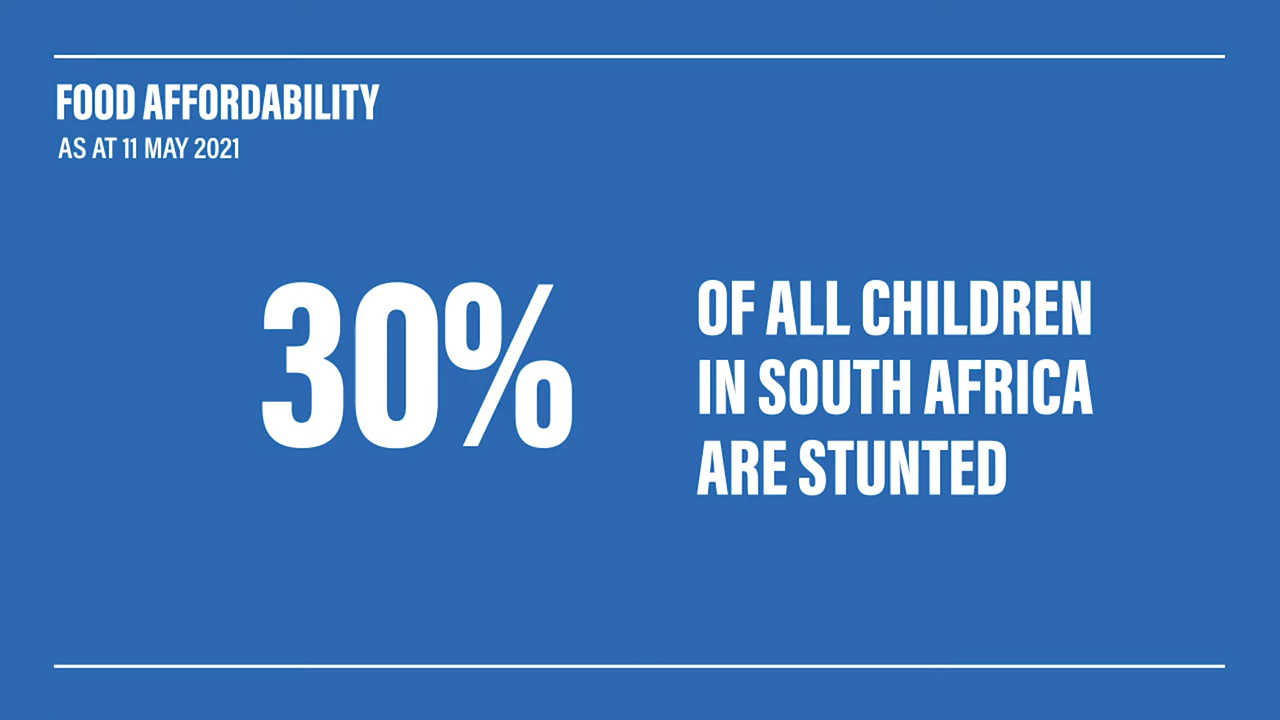 FOOD AFFORDABILITY
AS AT 11 MAY 2021
30%
OF ALL CHILDREN
IN SOUTH AFRICA
ARE STUNTED